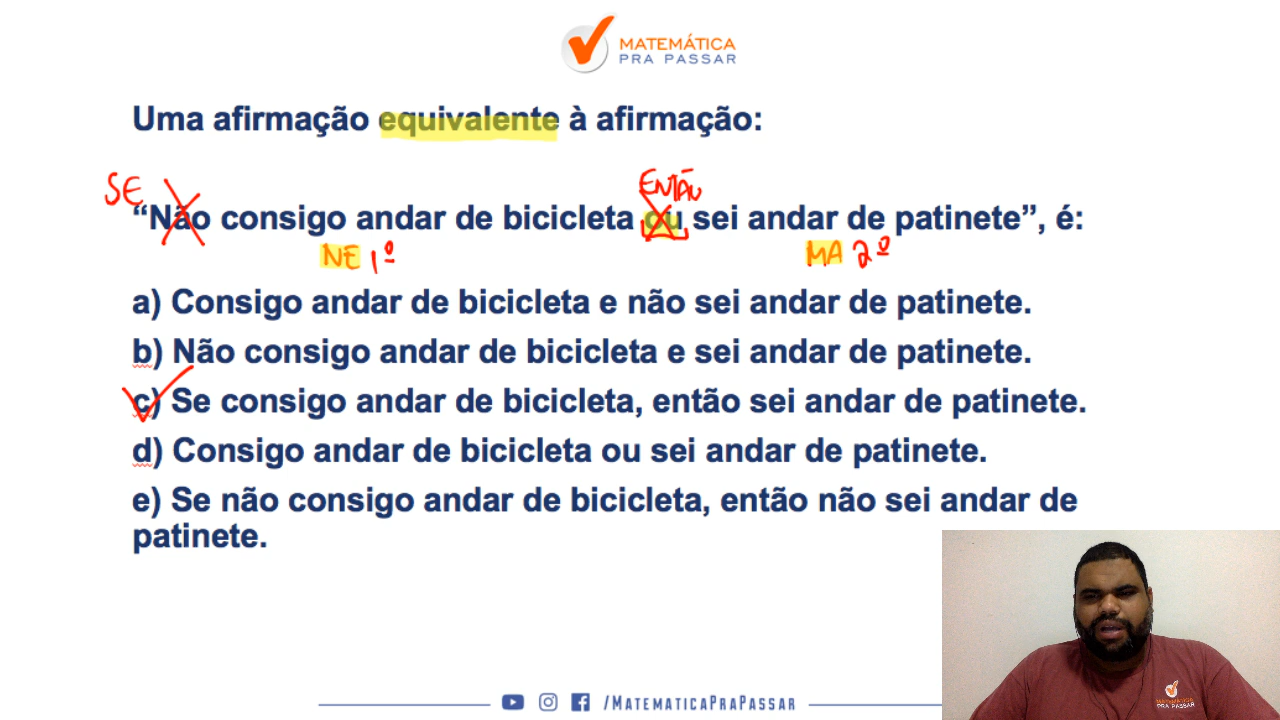 MATEMÁTICA
PRA PASSAR
Uma afirmação equivalente à afirmação:
SE
ENTÃO
“Não consigo andar de bicicleta ou sei andar de patinete”, é:
NE 1º
MA 2º
a) Consigo andar de bicicleta e não sei andar de patinete.
b) Não consigo andar de bicicleta e sei andar de patinete.
c) Se consigo andar de bicicleta, então sei andar de patinete.
d) Consigo andar de bicicleta ou sei andar de patinete.
e) Se não consigo andar de bicicleta, então não sei andar de
patinete.
MATEMÁTICA
PRA PASSAR
/MatematicaPraPassar